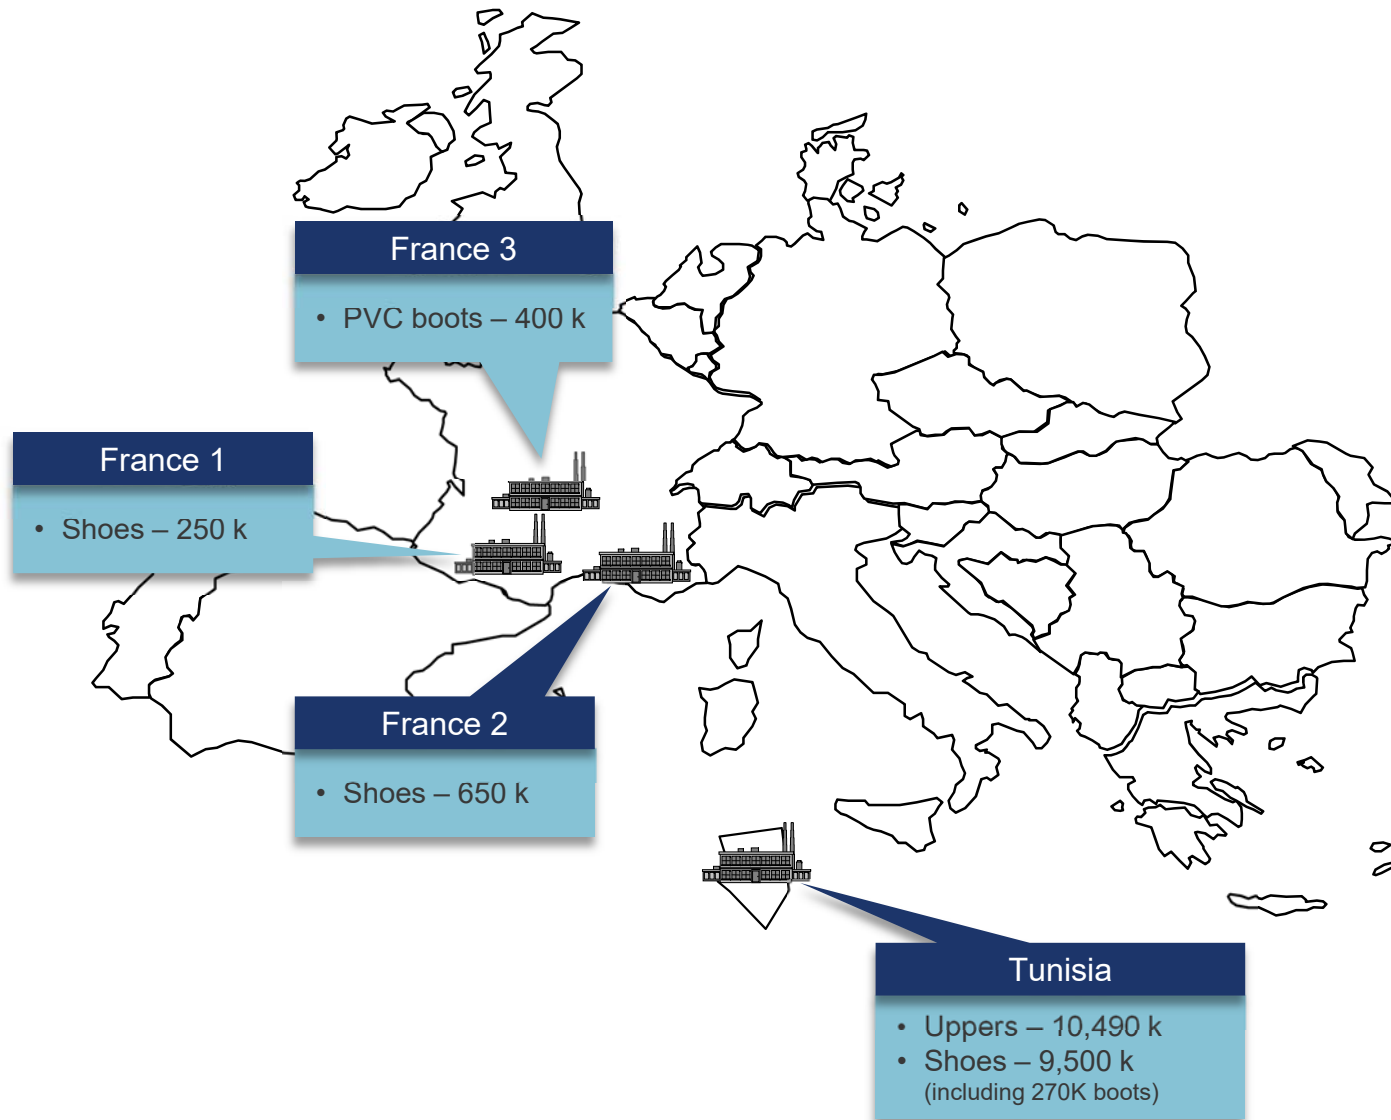 France 3
• PVC boots – 400 k
France 1
• Shoes – 250 k
France 2
• Shoes – 650 k
Tunisia
• Uppers – 10,490 k
• Shoes – 9,500 k
(including 270K boots)